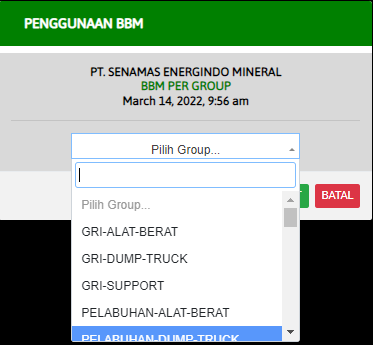 PENGGUNAAN BBM
PT. SENAMAS ENERGINDO MINERAL
BBM PER GROUP
March 14, 2022, 9:56 am
Pilih Group...
BATAL
Pilih Group...
GRI-ALAT-BERAT
GRI-DUMP-TRUCK
GRI-SUPPORT
PELABUHAN-ALAT-BERAT
PELABUHAN-DUMP-TRUCK